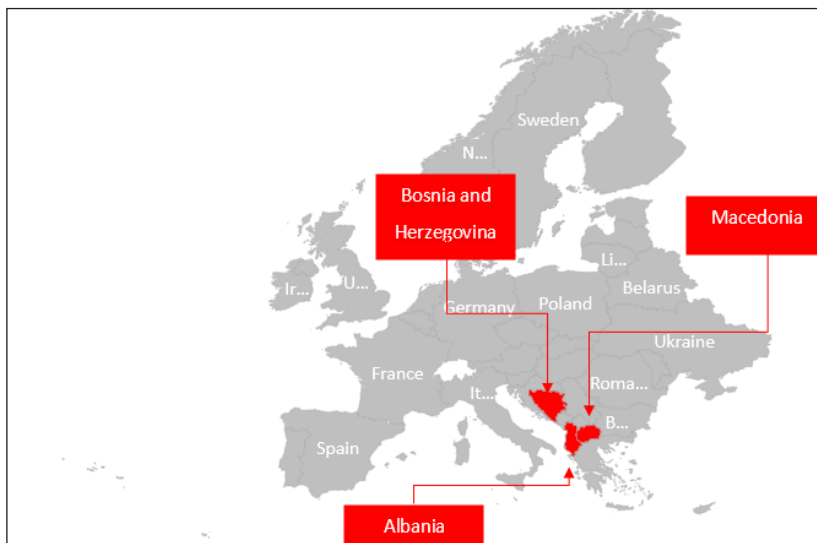 Sweden
N...
Bosnia and
Herzegovina
Macedonia
Li...
Ir...
U...
Belarus
Germany
Poland
Ukraine
France
It...
Roma...
B...
Spain
Albania